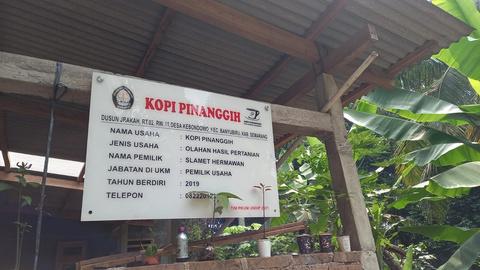 KOPI PINANGGIH
DUSUN JRAKAH, RT.02, RW. 11, DESA KEBONDOWO, KEC. BANYUBIRU, KAB. SEMARANG
NAMA USAHA : KOPI PINANGGIH
JENIS USAHA : OLAHAN HASIL PERTANIAN
NAMA PEMILIK : SLAMET HERMAWAN
JABATAN DI UKM : PEMILIK USAHA
TAHUN BERDIRI : 2019
TELEPON :